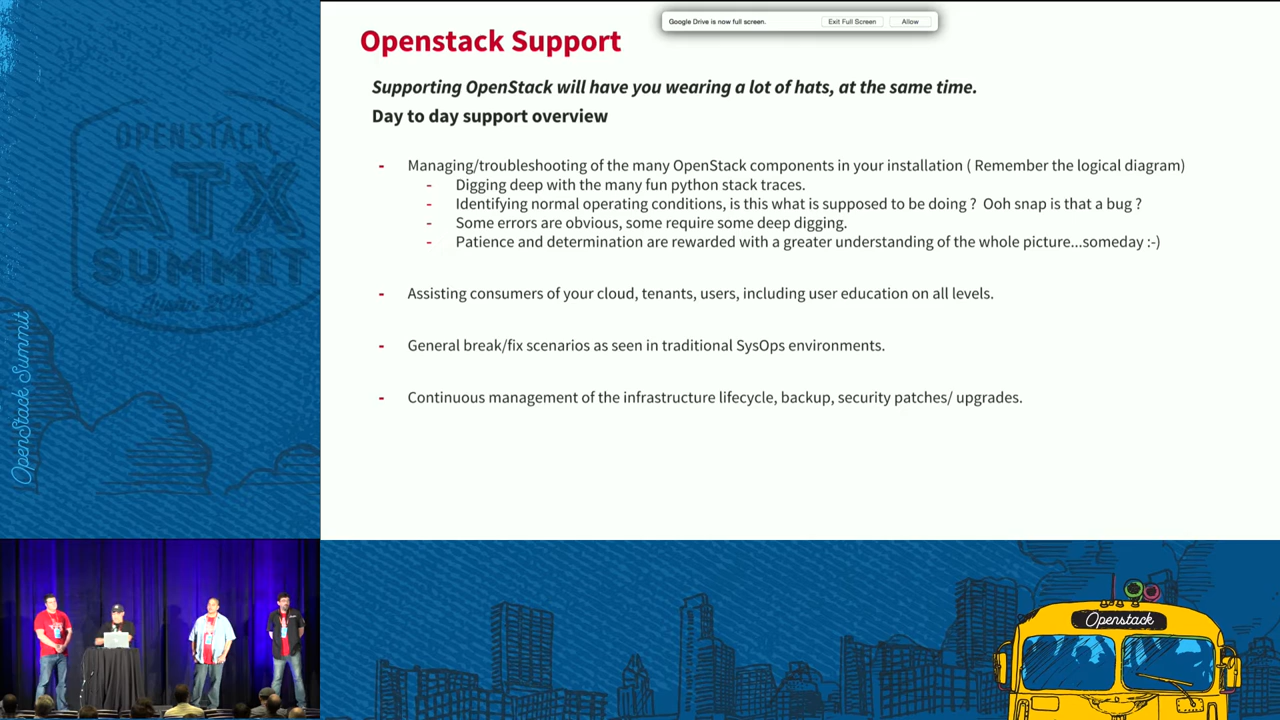 Google Drive is now full screen.
Exit Full Screen
Allow
Openstack Support
Supporting OpenStack will have you wearing a lot of hats, at the same time.
Day to day support overview
- Managing/troubleshooting of the many OpenStack components in your installation ( Remember the logical diagram)
- Digging deep with the many fun python stack traces.
- Identifying normal operating conditions, is this what is supposed to be doing ? Ooh snap is that a bug ?
- Some errors are obvious, some require some deep digging.
- Patience and determination are rewarded with a greater understanding of the whole picture...someday :-)
- Assisting consumers of your cloud, tenants, users, including user education on all levels.
- General break/fix scenarios as seen in traditional SysOps environments.
- Continuous management of the infrastructure lifecycle, backup, security patches/ upgrades.
OPENSTACK
ATX
SUMMIT
Austin
OpenStack Summit
Openstack